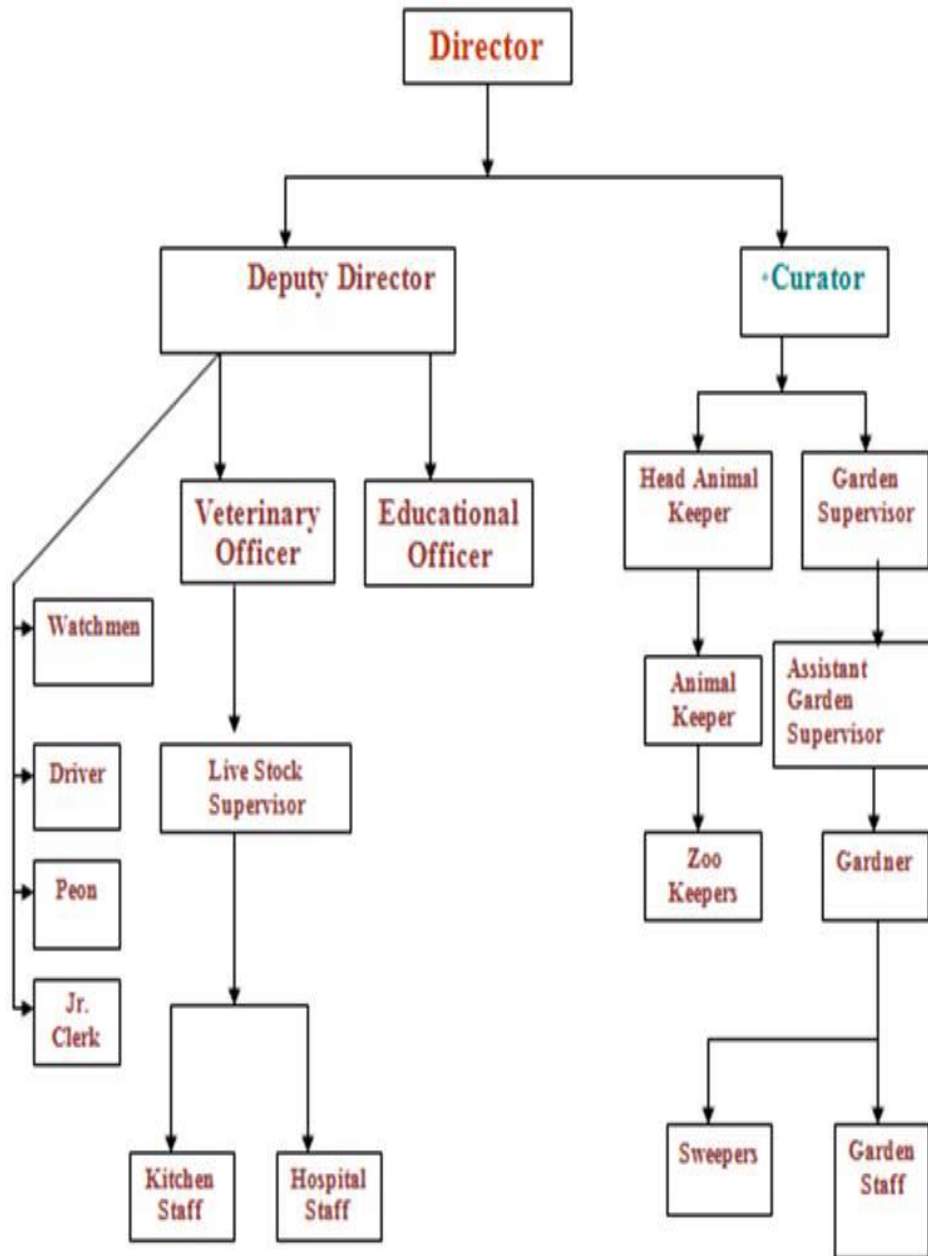 Director
Deputy Director
+Curator
Veterinary
Officer
Educational
Officer
Head Animal
Keeper
Garden
Supervisor
Watchmen
Animal
Keeper
Assistant
Garden
Supervisor
Driver
Live Stock
Supervisor
Zoo
Keepers
Gardner
Peon
Jr.
Clerk
Kitchen
Staff
Hospital
Staff
Sweepers
Garden
Staff